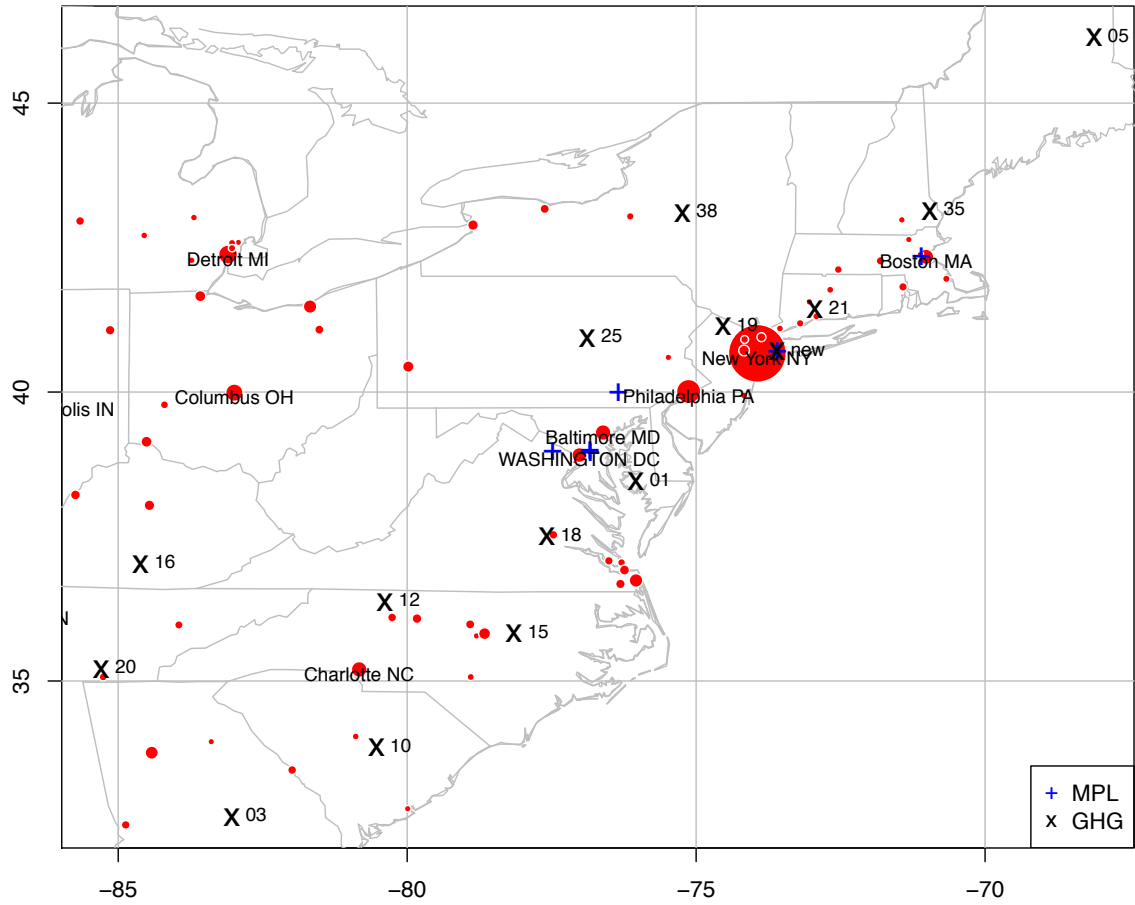 05
45
38
35
Detroit MI
Boston MA
21
19
25
new
New York NY
40
Columbus OH
Philadelphia PA
olis IN
Baltimore MD
WASHINGTON DC
01
18
16
12
N
15
20
35
Charlotte NC
10
03
+ MPL
x GHG
−85
−80
−75
−70